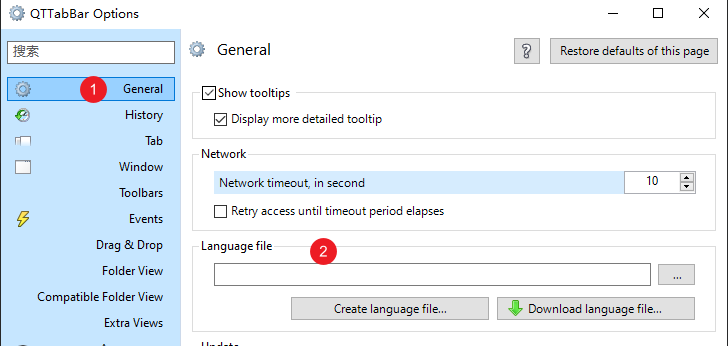 QTTabBar Options
搜索
General
History
Tab
Window
Toolbars
Events
Drag & Drop
Folder View
Compatible Folder View
Extra Views
1
General
?
Restore defaults of this page
Show tooltips
Display more detailed tooltip
Network
Network timeout, in second
10
Retry access until timeout period elapses
Language file
2
...
Create language file...
Download language file...